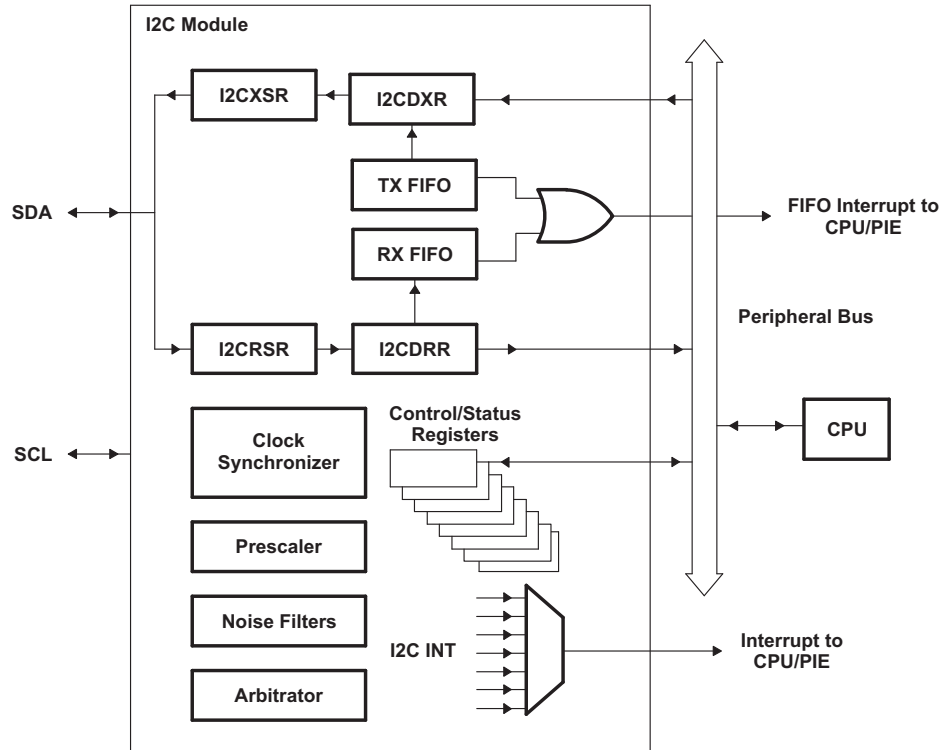 I2C Module
I2CXSR
I2CDXR
TX FIFO
SDA
FIFO Interrupt to
CPU/PIE
RX FIFO
Peripheral Bus
I2CRSR
I2CDRR
Control/Status
Registers
CPU
SCL
Clock
Synchronizer
Prescaler
Noise Filters
I2C INT
Interrupt to
CPU/PIE
Arbitrator